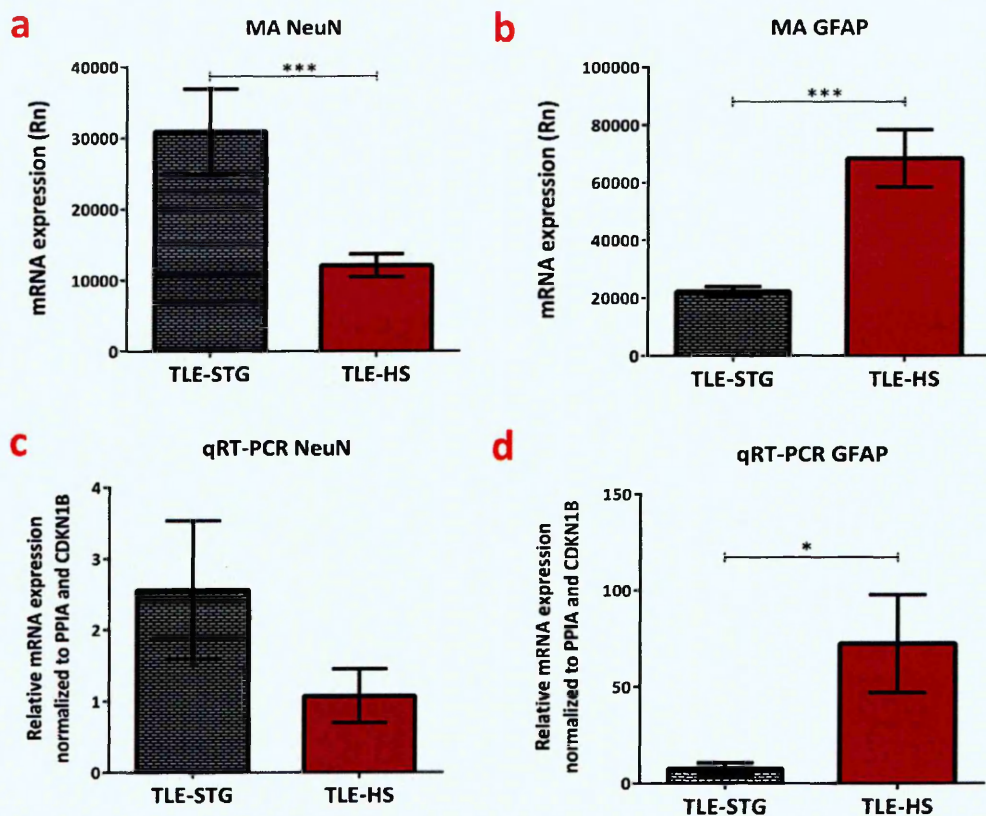 a
MA NeuN
mRNA expression (Rn)
40000
30000
20000
10000
0
***
TLE-STG
TLE-HS
b
MA GFAP
mRNA expression (Rn)
100000
80000
60000
40000
20000
0
***
TLE-STG
TLE-HS
c
qRT-PCR NeuN
Relative mRNA expression
normalized to PPIA and CDKN1B
4
3
2
1
0
TLE-STG
TLE-HS
d
qRT-PCR GFAP
Relative mRNA expression
normalized to PPIA and CDKN1B
150
100
50
0
*
TLE-STG
TLE-HS